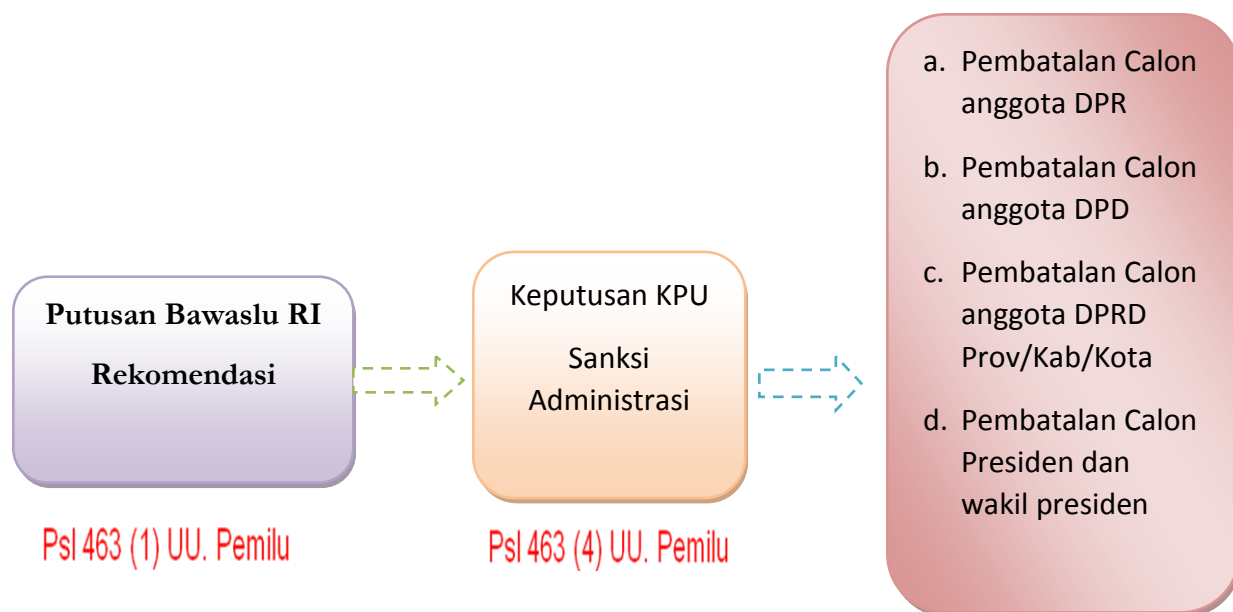 Putusan Bawaslu RI
Rekomendasi
Psl 463 (1) UU. Pemilu
Keputusan KPU
Sanksi
Administrasi
Psl 463 (4) UU. Pemilu
a. Pembatalan Calon
anggota DPR
b. Pembatalan Calon
anggota DPD
c. Pembatalan Calon
anggota DPRD
Prov/Kab/Kota
d. Pembatalan Calon
Presiden dan
wakil presiden